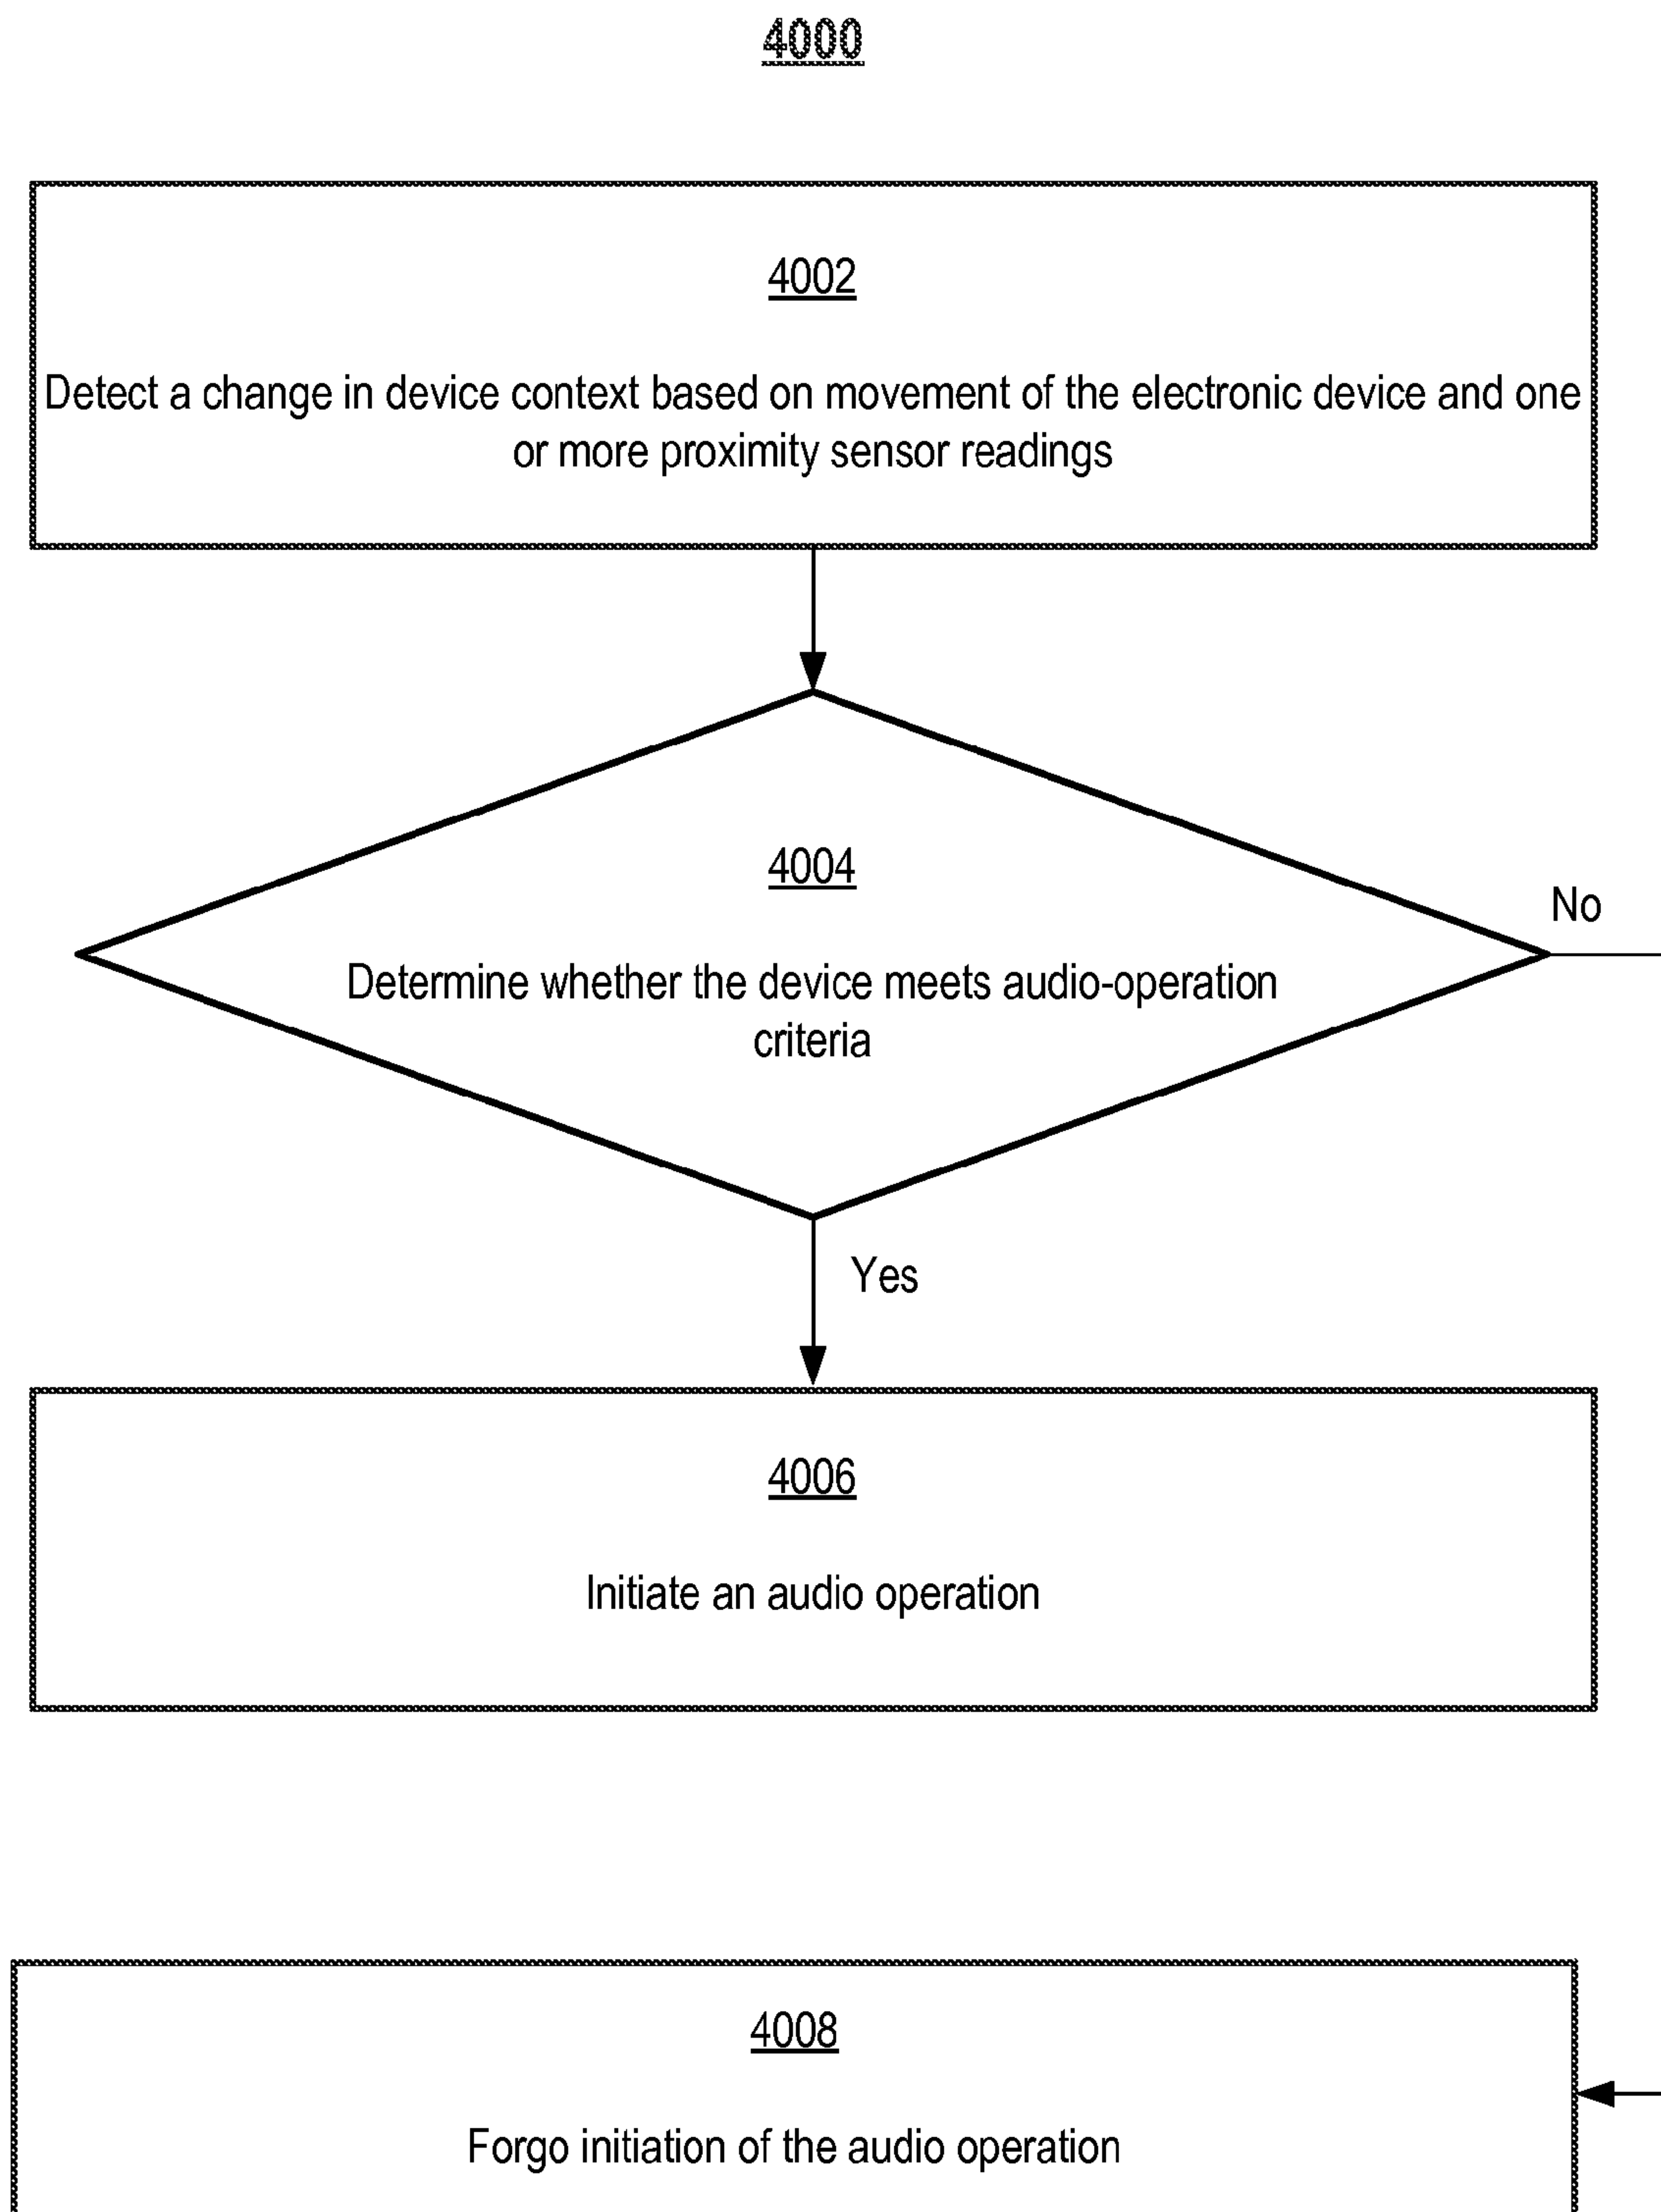 4000
4002
Detect a change in device context based on movement of the electronic device and one
or more proximity sensor readings
4004
No
Determine whether the device meets audio-operation
criteria
Yes
4006
Initiate an audio operation
4008
Forgo initiation of the audio operation